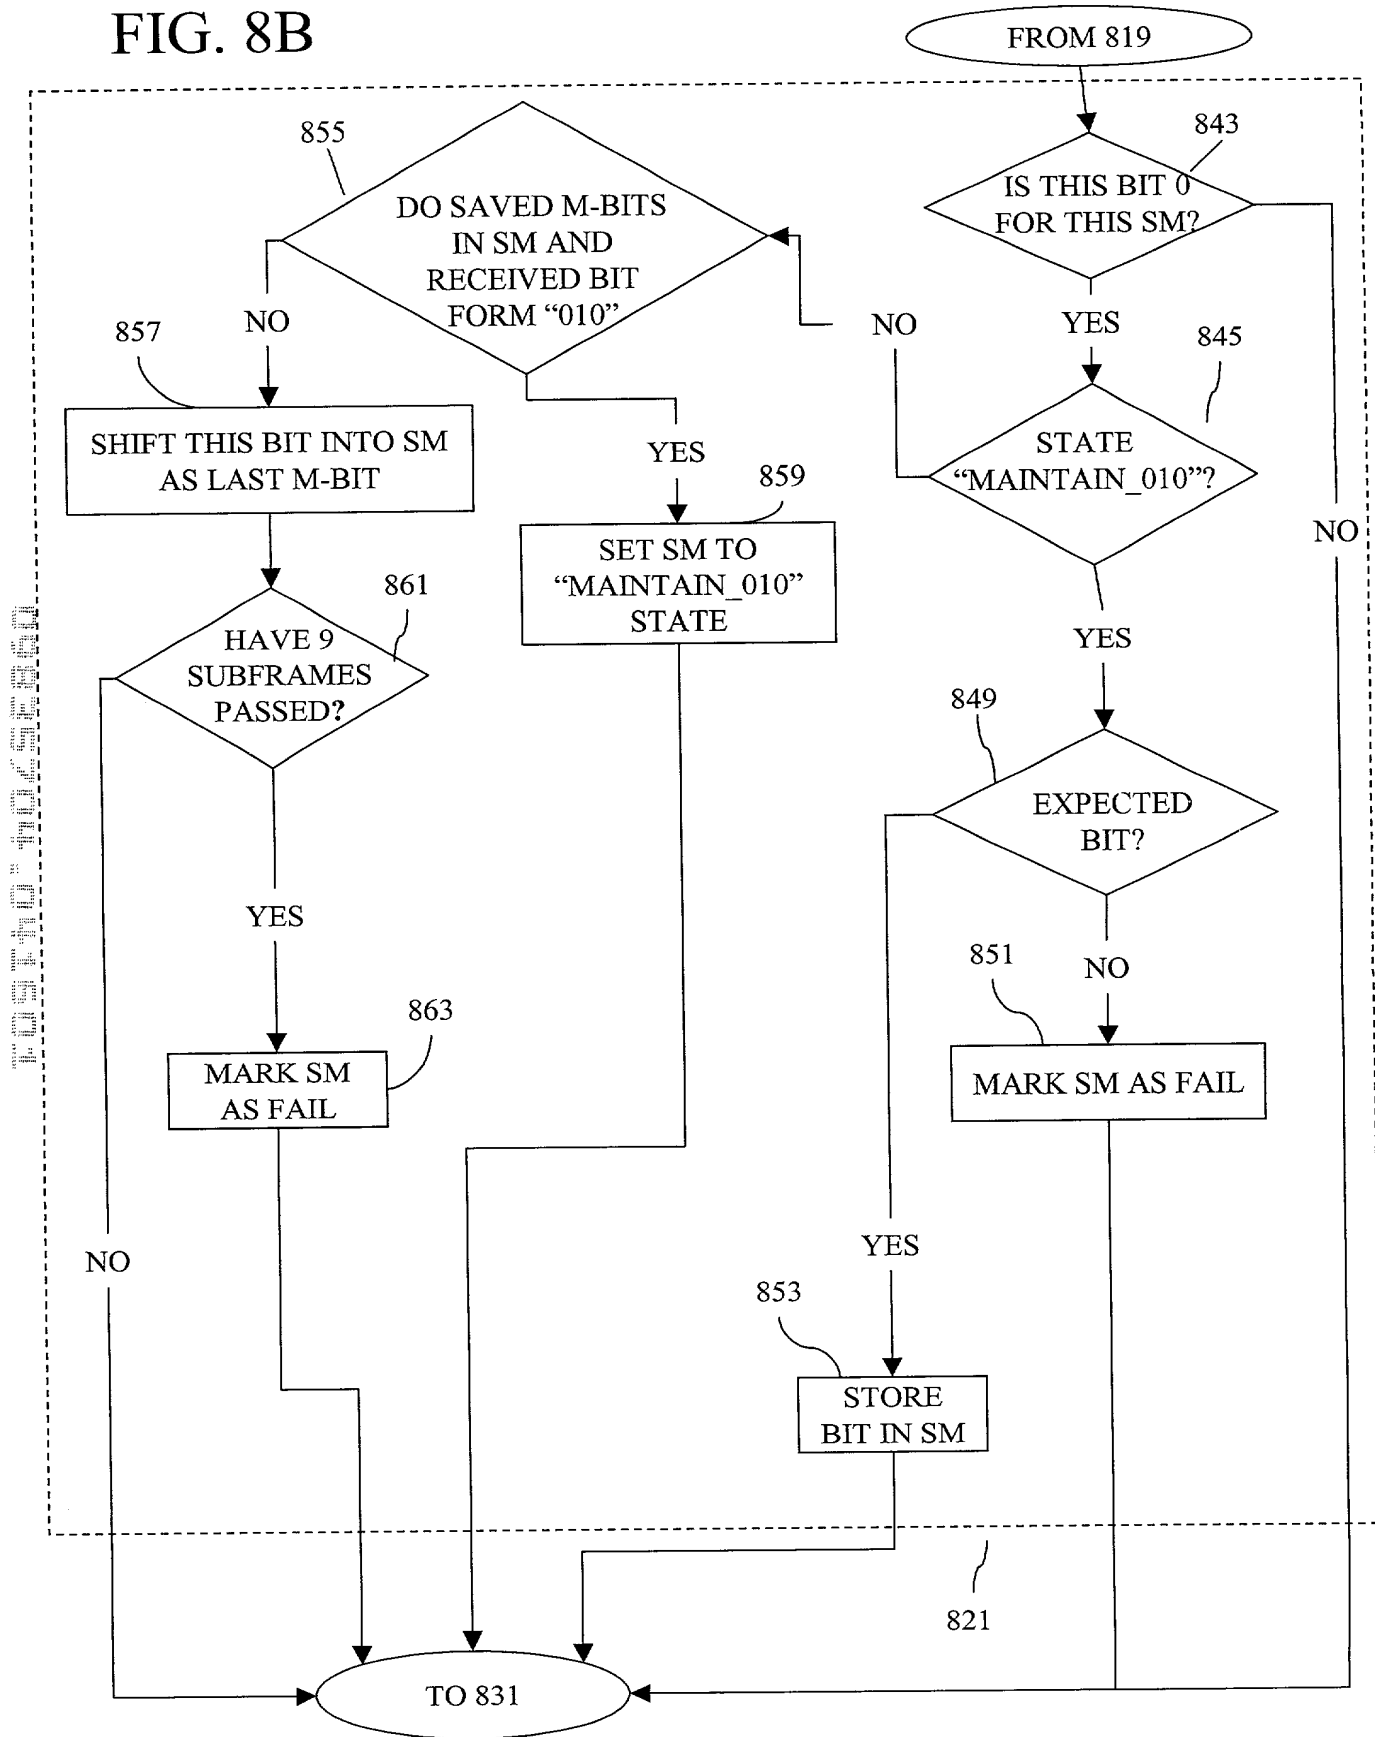 FIG. 8B
FROM 819
843
IS THIS BIT 0
FOR THIS SM?
855
DO SAVED M-BITS
IN SM AND
RECEIVED BIT
FORM “010”
NO
YES
NO
857
845
SHIFT THIS BIT INTO SM
AS LAST M-BIT
YES
STATE
“MAINTAIN_010”?
859
NO
SET SM TO
“MAINTAIN_010”
STATE
861
HAVE 9
SUBFRAMES
PASSED?
YES
849
EXPECTED
BIT?
YES
851
NO
863
MARK SM
AS FAIL
MARK SM AS FAIL
NO
YES
853
STORE
BIT IN SM
821
TO 831